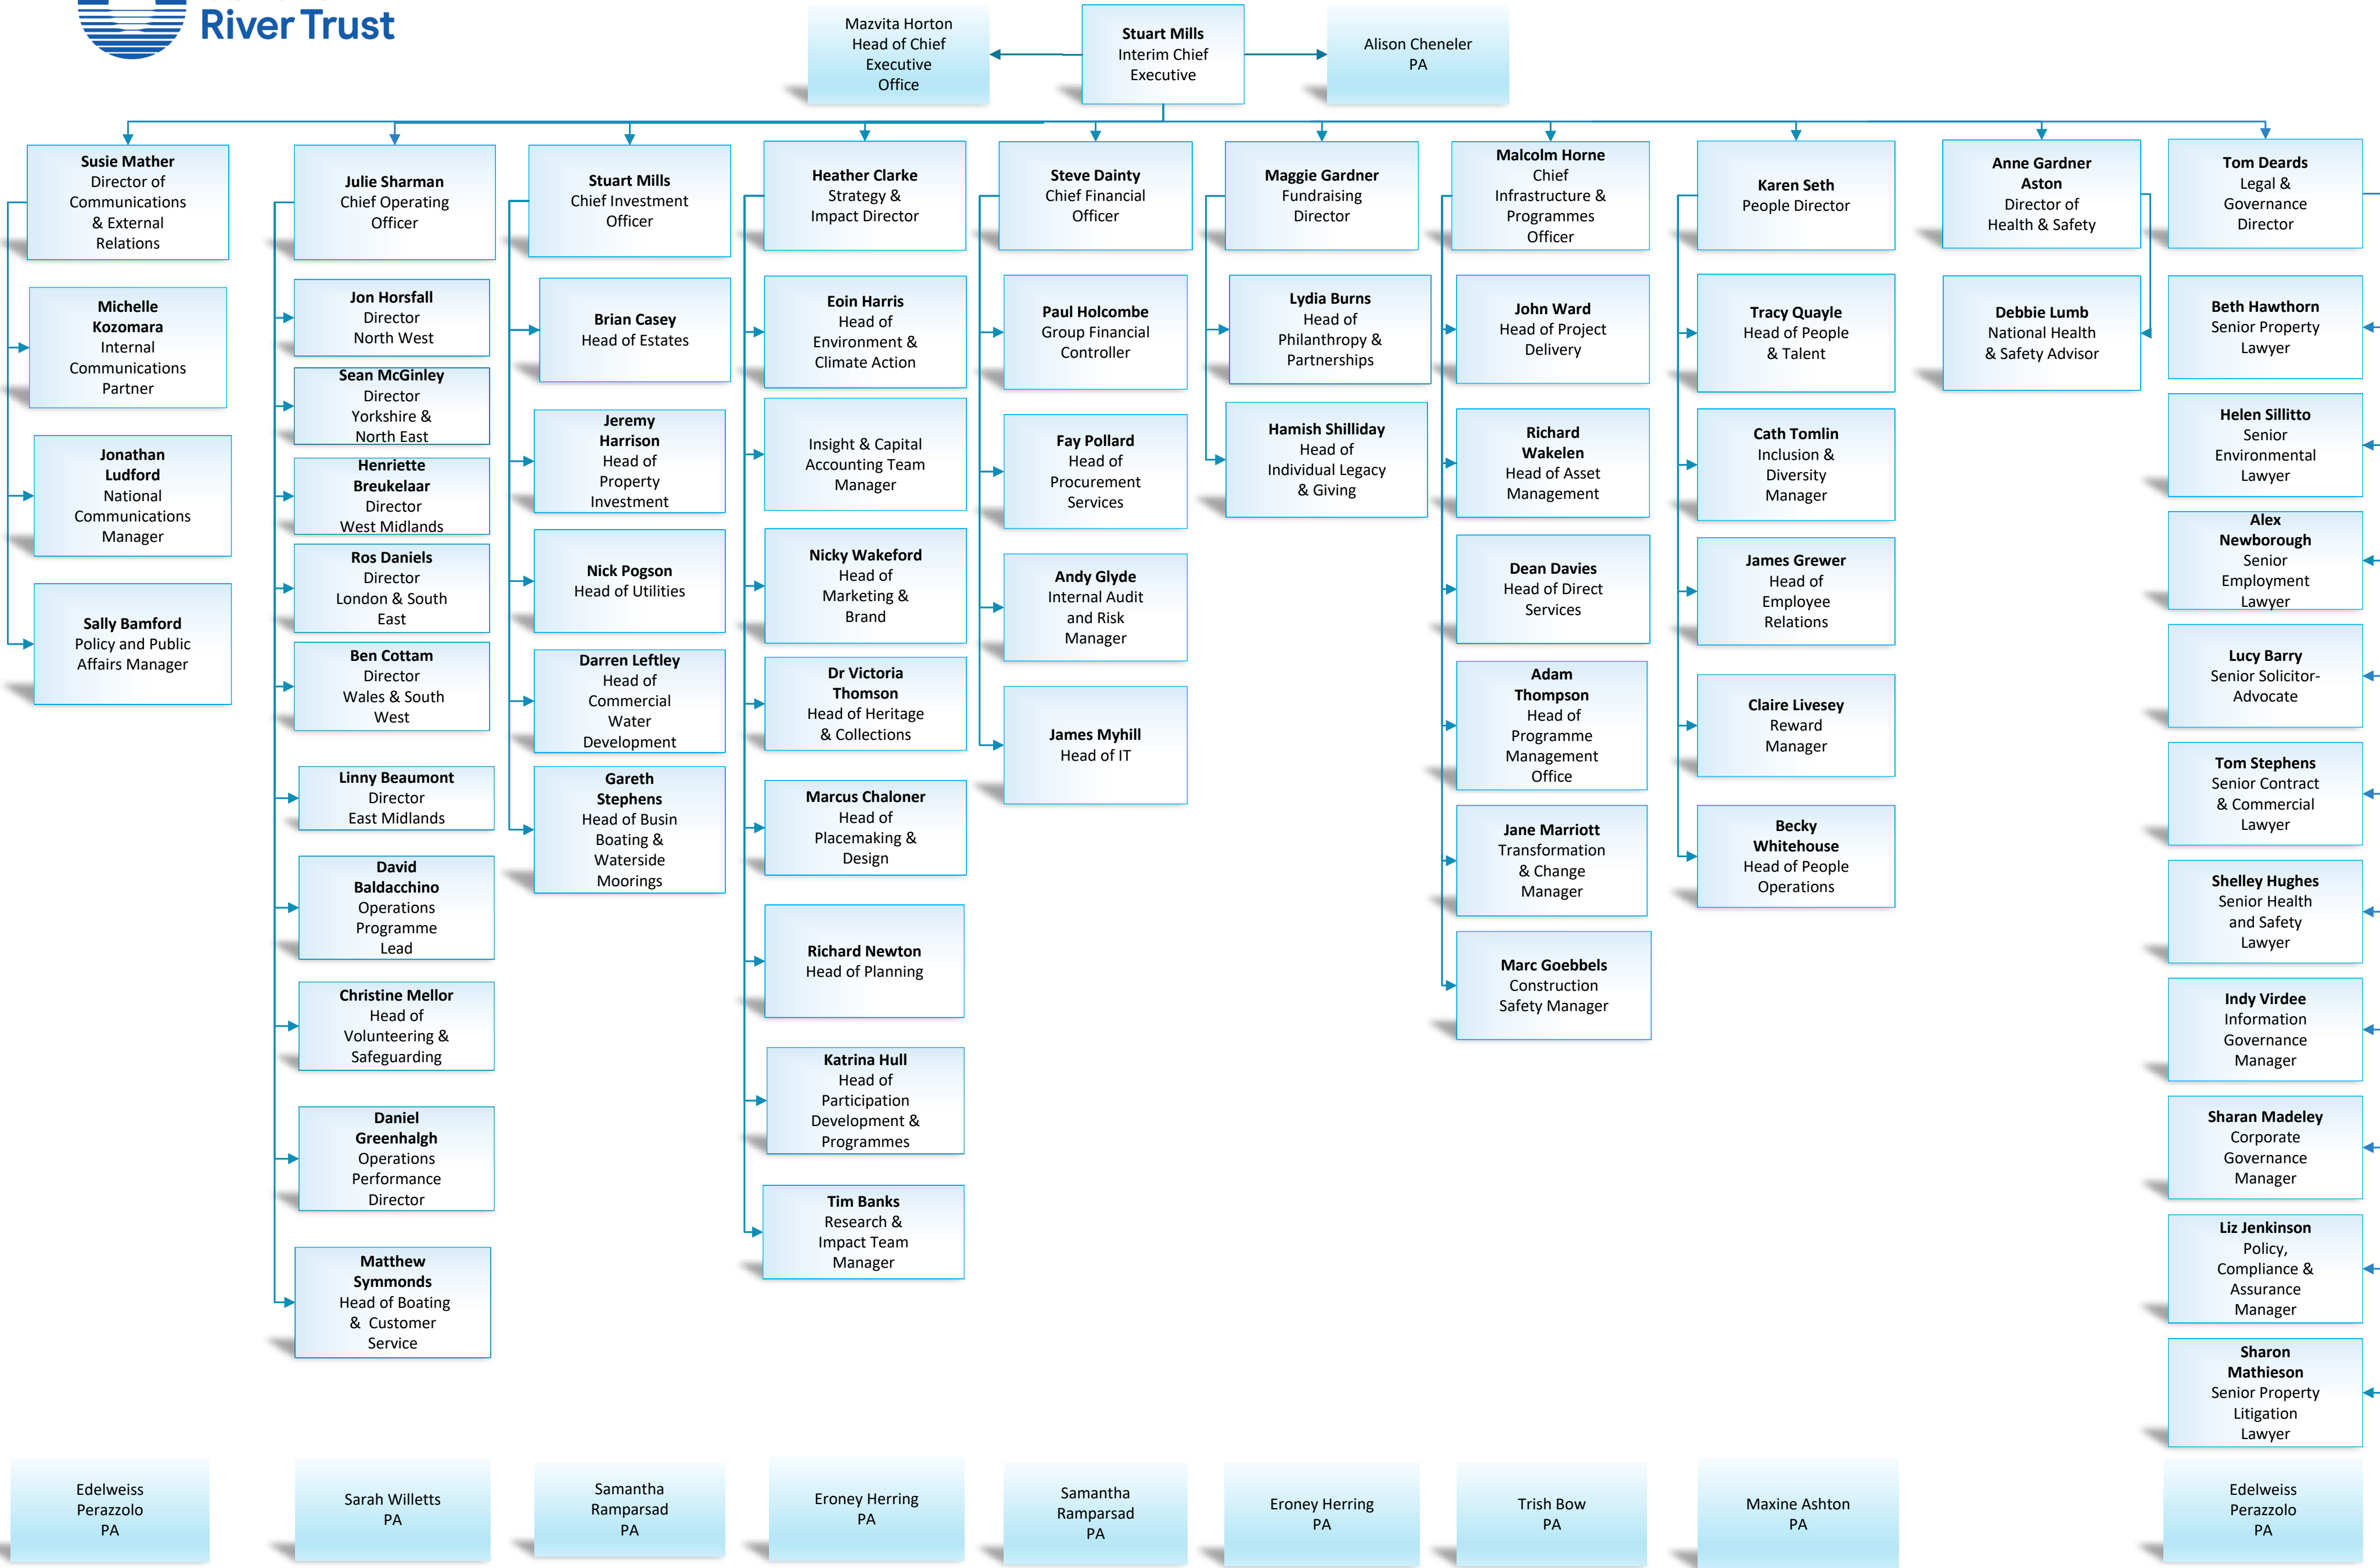 River Trust
Mazvita Horton
Head of Chief
Executive
Office
Stuart Mills
Interim Chief
Executive
Alison Cheneler
PA
Susie Mather
Director of
Communications
& External
Relations
Michelle
Kozomara
Internal
Communications
Partner
Jonathan
Ludford
National
Communications
Manager
Sally Bamford
Policy and Public
Affairs Manager
Edelweiss
Perazzolo
PA
Julie Sharman
Chief Operating
Officer
Jon Horsfall
Director
North West
Sean McGinley
Director
Yorkshire &
North East
Henriette
Breukelaar
Director
West Midlands
Ros Daniels
Director
London & South
East
Ben Cottam
Director
Wales & South
West
Linny Beaumont
Director
East Midlands
David
Baldacchino
Operations
Programme
Lead
Christine Mellor
Head of
Volunteering &
Safeguarding
Daniel
Greenhalgh
Operations
Performance
Director
Matthew
Symmonds
Head of Boating
& Customer
Service
Sarah Willetts
PA
Stuart Mills
Chief Investment
Officer
Brian Casey
Head of Estates
Jeremy
Harrison
Head of
Property
Investment
Nick Pogson
Head of Utilities
Darren Leftley
Head of
Commercial
Water
Development
Gareth
Stephens
Head of Busin
Boating &
Waterside
Moorings
Samantha
Ramparsad
PA
Heather Clarke
Strategy &
Impact Director
Eoin Harris
Head of
Environment &
Climate Action
Insight & Capital
Accounting Team
Manager
Nicky Wakeford
Head of
Marketing &
Brand
Dr Victoria
Thomson
Head of Heritage
& Collections
Marcus Chaloner
Head of
Placemaking &
Design
Richard Newton
Head of Planning
Katrina Hull
Head of
Participation
Development &
Programmes
Tim Banks
Research &
Impact Team
Manager
Eroney Herring
PA
Steve Dainty
Chief Financial
Officer
Paul Holcombe
Group Financial
Controller
Fay Pollard
Head of
Procurement
Services
Andy Glyde
Internal Audit
and Risk
Manager
James Myhill
Head of IT
Samantha
Ramparsad
PA
Maggie Gardner
Fundraising
Director
Lydia Burns
Head of
Philanthropy &
Partnerships
Hamish Shilliday
Head of
Individual Legacy
& Giving
Eroney Herring
PA
Malcolm Horne
Chief
Infrastructure &
Programmes
Officer
John Ward
Head of Project
Delivery
Richard
Wakelen
Head of Asset
Management
Dean Davies
Head of Direct
Services
Adam
Thompson
Head of
Programme
Management
Office
Jane Marriott
Transformation
& Change
Manager
Marc Goebbels
Construction
Safety Manager
Trish Bow
PA
Karen Seth
People Director
Tracy Quayle
Head of People
& Talent
Cath Tomlin
Inclusion &
Diversity
Manager
James Grewer
Head of
Employee
Relations
Claire Livesey
Reward
Manager
Becky
Whitehouse
Head of People
Operations
Maxine Ashton
PA
Anne Gardner
Aston
Director of
Health & Safety
Debbie Lumb
National Health
& Safety Advisor
Tom Deards
Legal &
Governance
Director
Beth Hawthorn
Senior Property
Lawyer
Helen Sillitto
Senior
Environmental
Lawyer
Alex
Newborough
Senior
Employment
Lawyer
Lucy Barry
Senior Solicitor-
Advocate
Tom Stephens
Senior Contract
& Commercial
Lawyer
Shelley Hughes
Senior Health
and Safety
Lawyer
Indy Virdee
Information
Governance
Manager
Sharan Madeley
Corporate
Governance
Manager
Liz Jenkinson
Policy,
Compliance &
Assurance
Manager
Sharon
Mathieson
Senior Property
Litigation
Lawyer
Edelweiss
Perazzolo
PA